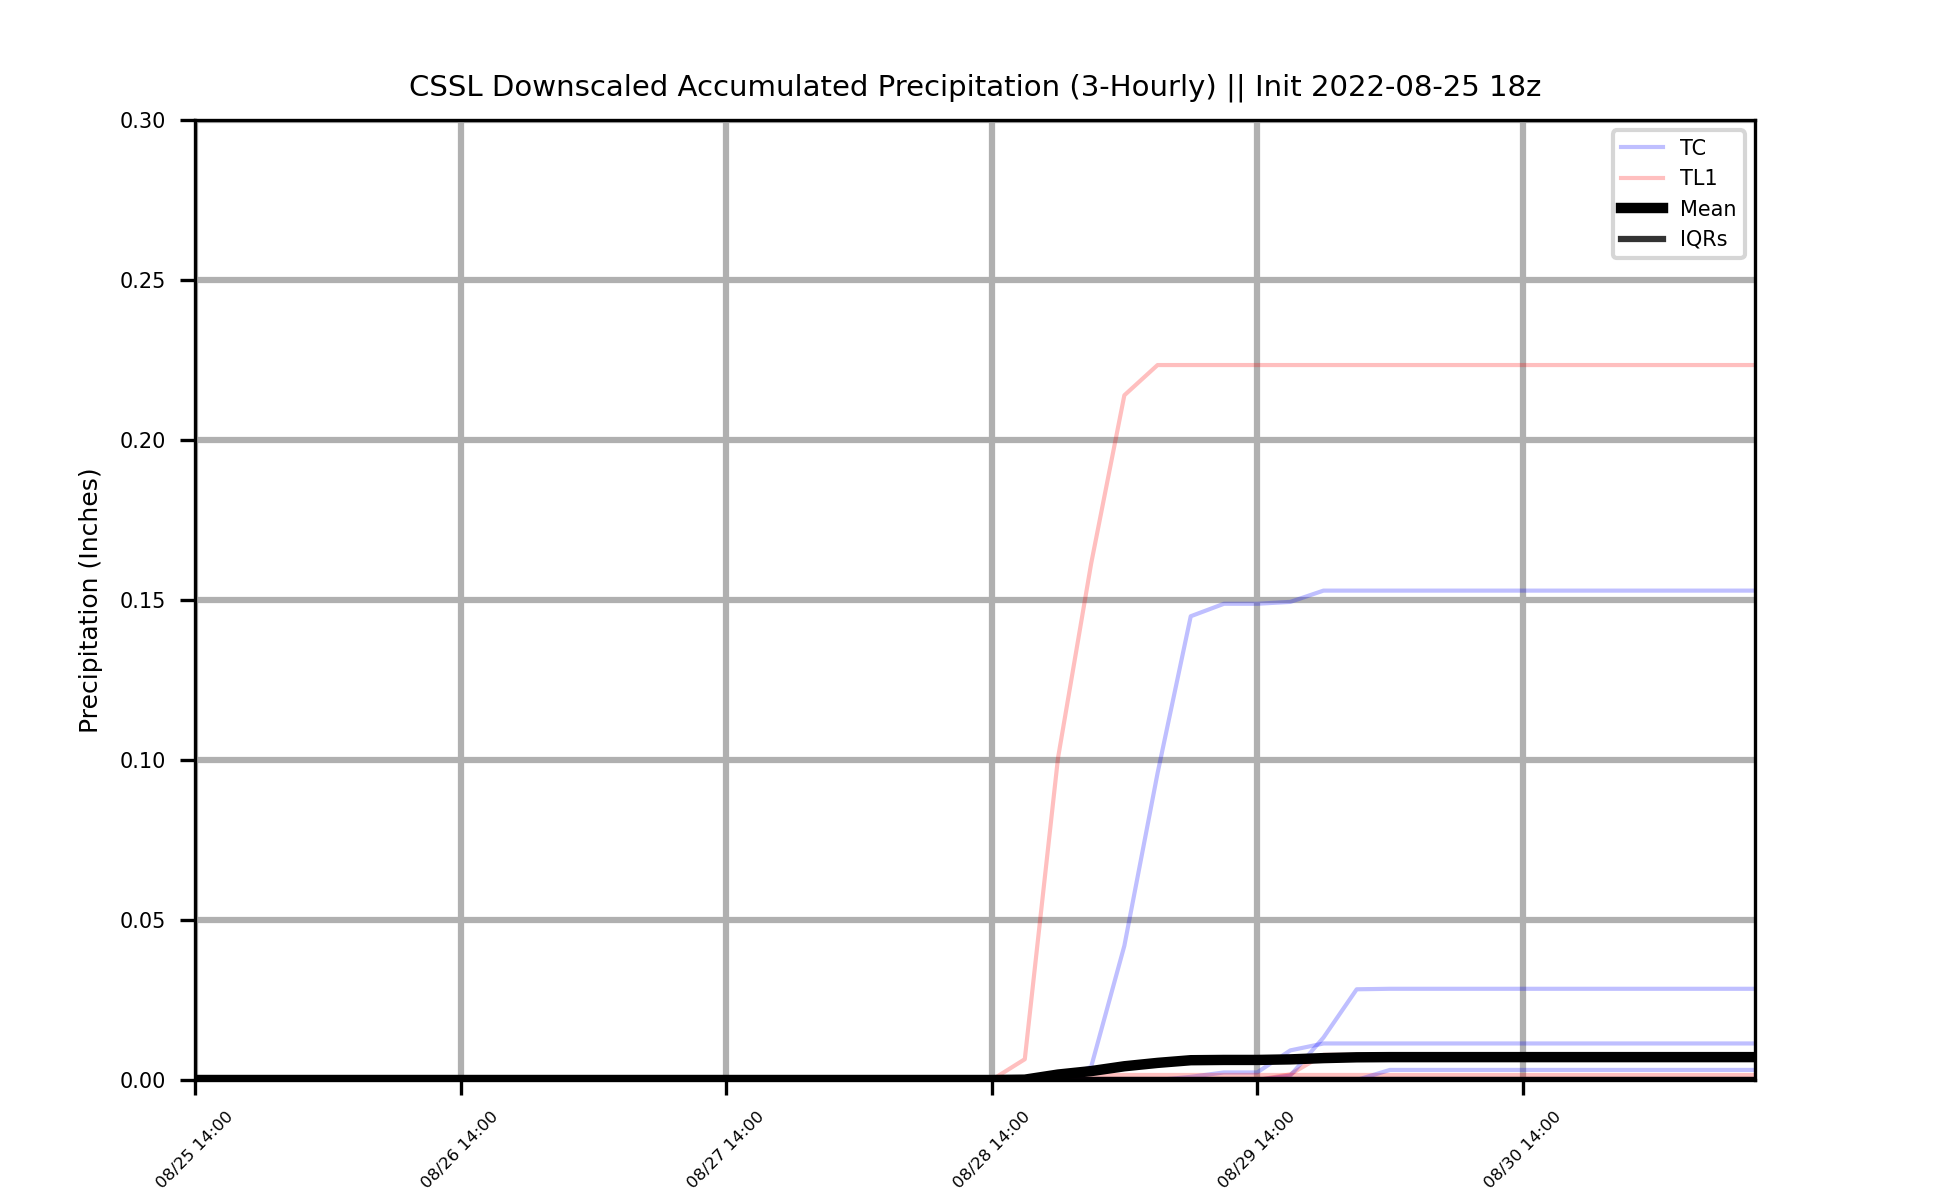 CSSL Downscaled Accumulated Precipitation (3-Hourly) || Init 2022-08-25 18z
TC
TL1
Mean
IQRs
Precipitation (Inches)
0.30
0.25
0.20
0.15
0.10
0.05
0.00
08/25 14:00
08/26 14:00
08/27 14:00
08/28 14:00
08/29 14:00
08/30 14:00